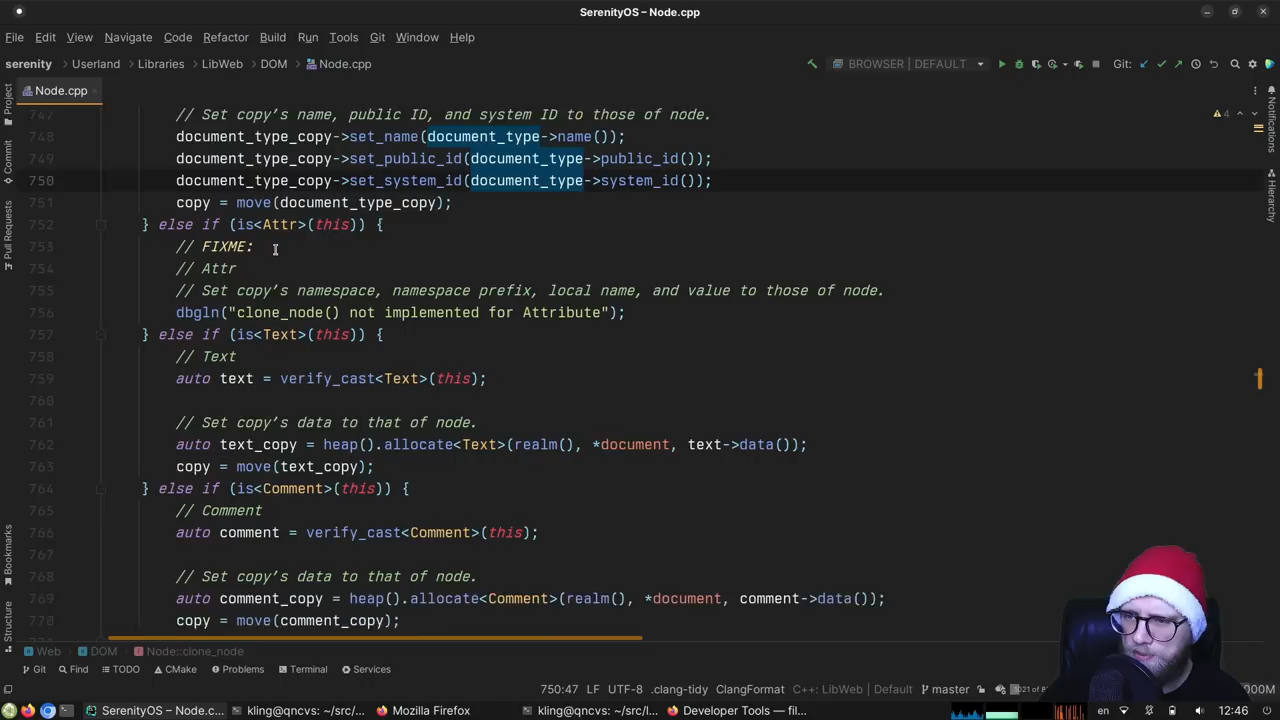 SerenityOS – Node.cpp
File Edit View Navigate Code Refactor Build Run Tools Git Window Help
serenity Userland Libraries LibWeb DOM Node.cpp
BROWSER | DEFAULT
Git:
Node.cpp
4
Project
Commit
Pull Requests
Bookmarks
Structure
Notifications
Hierarchy
747 // Set copy's name, public ID, and system ID to those of node.
748 document_type_copy->set_name(document_type->name());
749 document_type_copy->set_public_id(document_type->public_id());
750 document_type_copy->set_system_id(document_type->system_id());
751 copy = move(document_type_copy);
752 } else if (is<Attr>(this)) {
753 // FIXME:
754 // Attr
755 // Set copy's namespace, namespace prefix, local name, and value to those of node.
756 dbgln("clone_node() not implemented for Attribute");
757 } else if (is<Text>(this)) {
758 // Text
759 auto text = verify_cast<Text>(this);
760
761 // Set copy's data to that of node.
762 auto text_copy = heap().allocate<Text>(realm(), *document, text->data());
763 copy = move(text_copy);
764 } else if (is<Comment>(this)) {
765 // Comment
766 auto comment = verify_cast<Comment>(this);
767
768 // Set copy's data to that of node.
769 auto comment_copy = heap().allocate<Comment>(realm(), *document, comment->data());
770 copy = move(comment_copy);
Web DOM Node::clone_node
Git Find TODO CMake Problems Terminal Services
750:47 LF UTF-8 .clang-tidy ClangFormat C++: LibWeb | Default master
SerenityOS – Node.c... kling@qncvs: ~/src/... Mozilla Firefox kling@qncvs: ~/src/l... Developer Tools — fil... en 12:46